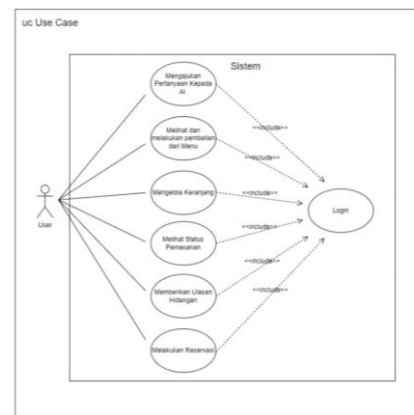 uc Use Case
Sistem
Mengajukan
Pertanyaan Kepada
AI
<<include>>
Melihat dan
melakukan pembelian
dari Menu
<<include>>
Mengelola Keranjang
<<include>>
User
Login
Melihat Status
Pemesanan
<<include>>
Memberikan Ulasan
Hidangan
<<include>>
Melakukan Reservasi
<<include>>